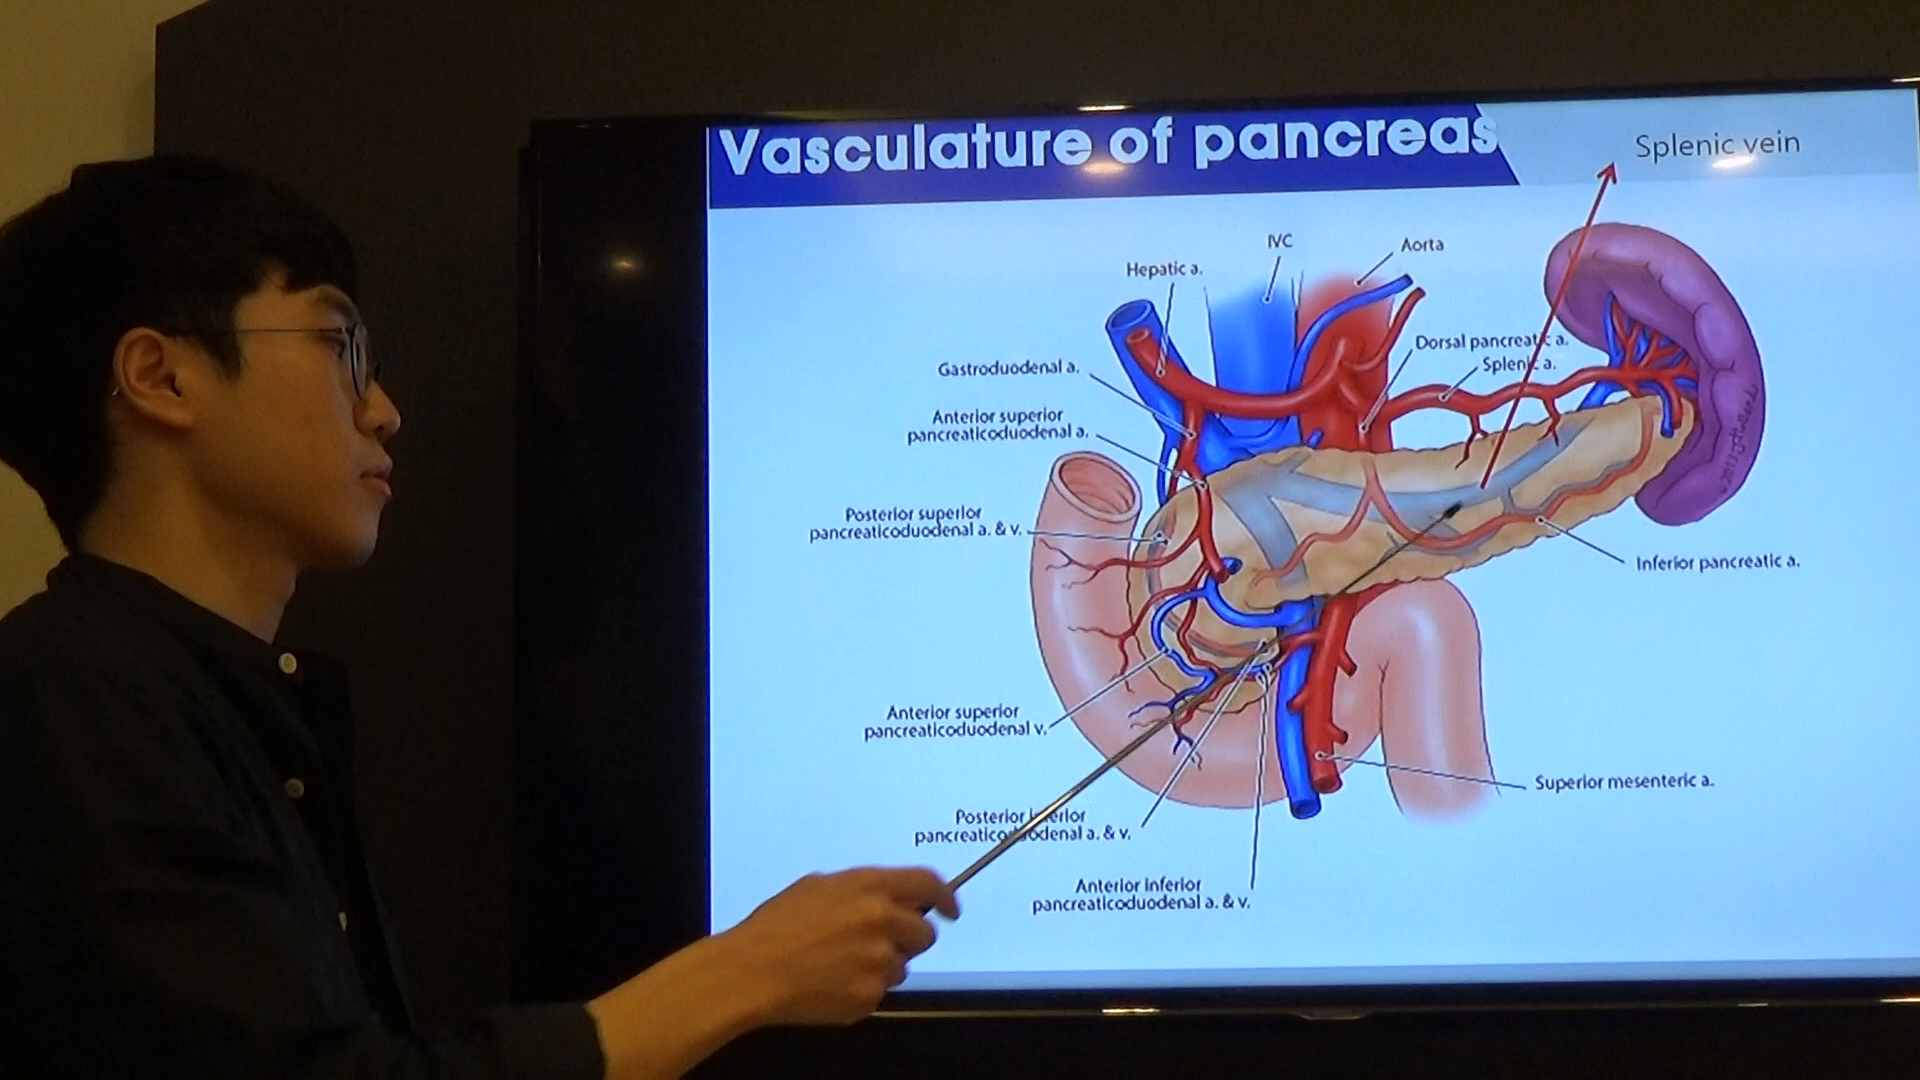 Vasculature of pancreas
Splenic vein
IVC
Aorta
Hepatic a.
Dorsal pancreatic a.
Splenic a.
Gastroduodenal a.
Anterior superior
pancreaticoduodenal a.
Posterior superior
pancreaticoduodenal a. & v.
Inferior pancreatic a.
Anterior superior
pancreaticoduodenal v.
Superior mesenteric a.
Posterior inferior
pancreaticoduodenal a. & v.
Anterior inferior
pancreaticoduodenal a. & v.
©2013